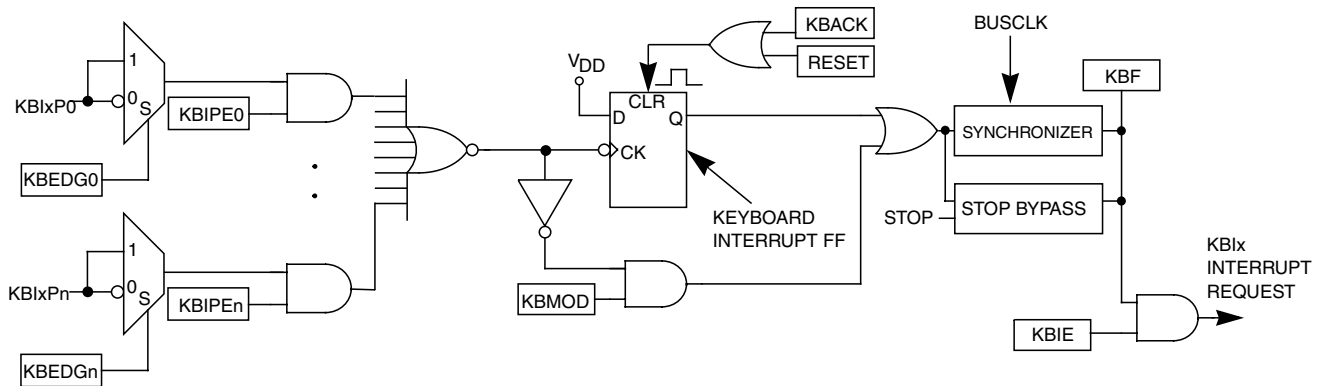 BUSCLK
KBACK
RESET
VDD
KBF
1
KBIxP0
0
S
KBIPE0
CLR
D
Q
CK
SYNCHRONIZER
KBEDG0
STOP BYPASS
STOP
KEYBOARD
INTERRUPT FF
1
KBIxPn
0
S
KBIPEn
KBMOD
KBIx
INTERRUPT
REQUEST
KBIE
KBEDGn